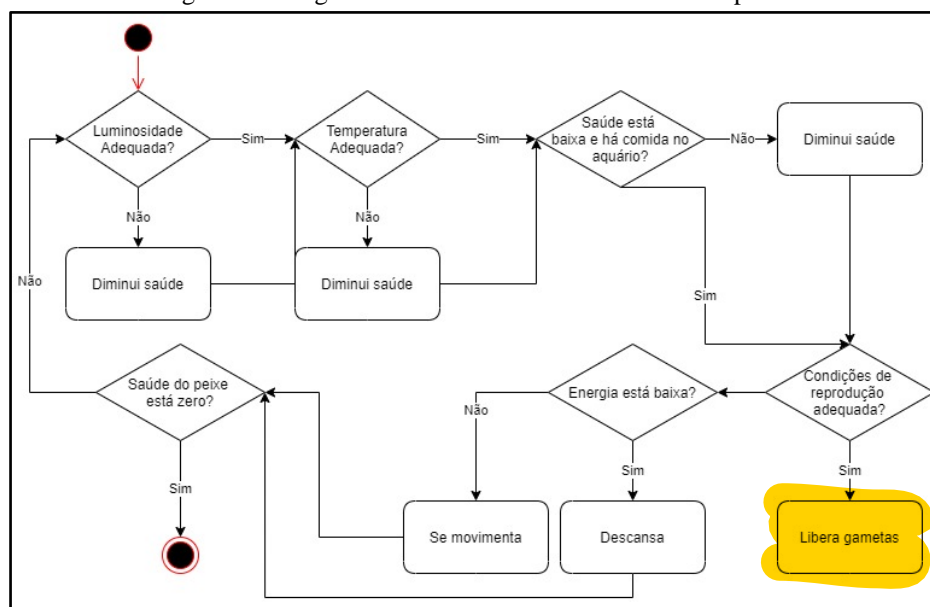 Luminosidade
Adequada?
Sim
Temperatura
Adequada?
Sim
Saúde está
baixa e há comida no
aquário?
Não
Diminui saúde
Não
Não
Diminui saúde
Diminui saúde
Não
Sim
Saúde do peixe
está zero?
Energia está baixa?
Condições de
reprodução
adequada?
Não
Sim
Sim
Sim
Se movimenta
Descansa
Libera gametas